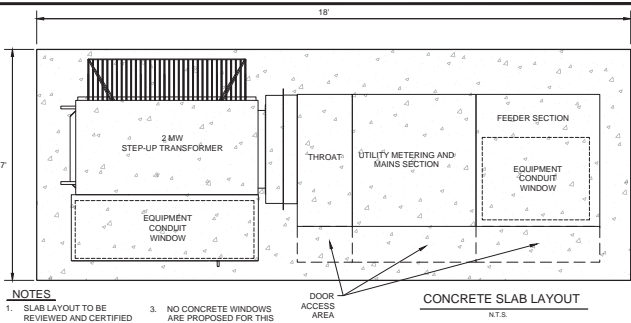 18'
7'
2 MW
STEP-UP TRANSFORMER
EQUIPMENT
CONDUIT
WINDOW
THROAT
UTILITY METERING AND
MAINS SECTION
FEEDER SECTION
EQUIPMENT
CONDUIT
WINDOW
DOOR
ACCESS
AREA
CONCRETE SLAB LAYOUT
N.T.S.
NOTES
1. SLAB LAYOUT TO BE
REVIEWED AND CERTIFIED
3. NO CONCRETE WINDOWS
ARE PROPOSED FOR THIS